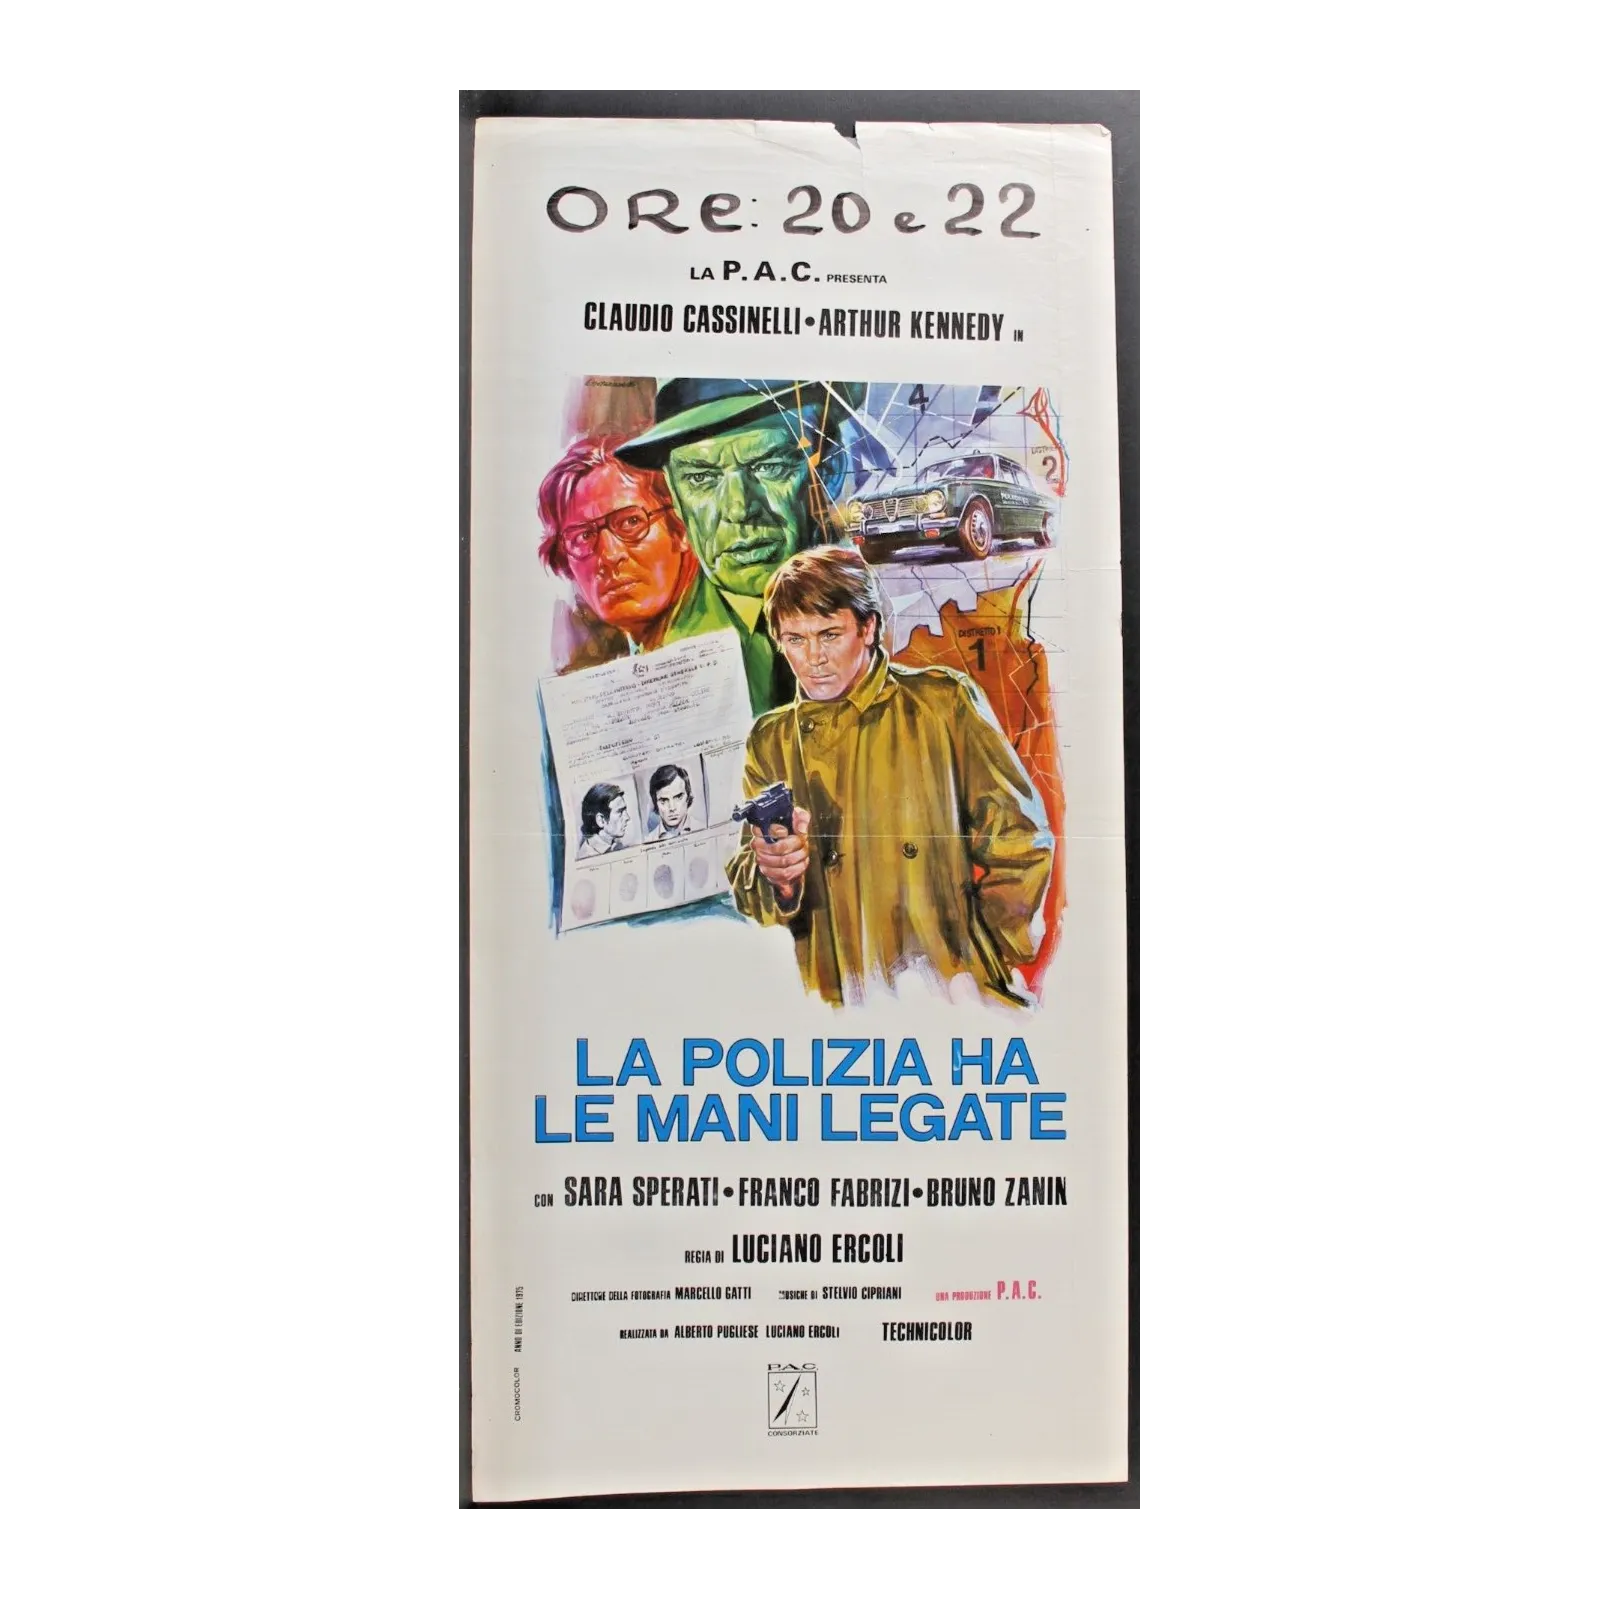 ORe: 20 e 22
LA P.A.C. PRESENTA
CLAUDIO CASSINELLI • ARTHUR KENNEDY IN
4
2
DISTRETTO 1
1
LA POLIZIA HA
LE MANI LEGATE
CON SARA SPERATI • FRANCO FABRIZI • BRUNO ZANIN
REGIA DI LUCIANO ERCOLI
DIRETTORE DELLA FOTOGRAFIA MARCELLO GATTI MUSICHE DI STELVIO CIPRIANI UNA PRODUZIONE P.A.C.
REALIZZATA DA ALBERTO PUGLIESE LUCIANO ERCOLI TECHNICOLOR
P.A.C.
CONSORZIATE
CROMOCOLOR ANNO DI EDIZIONE 1975